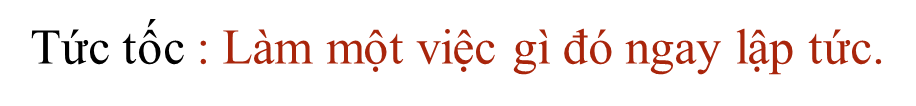 Tức tốc : Làm một việc gì đó ngay lập tức.